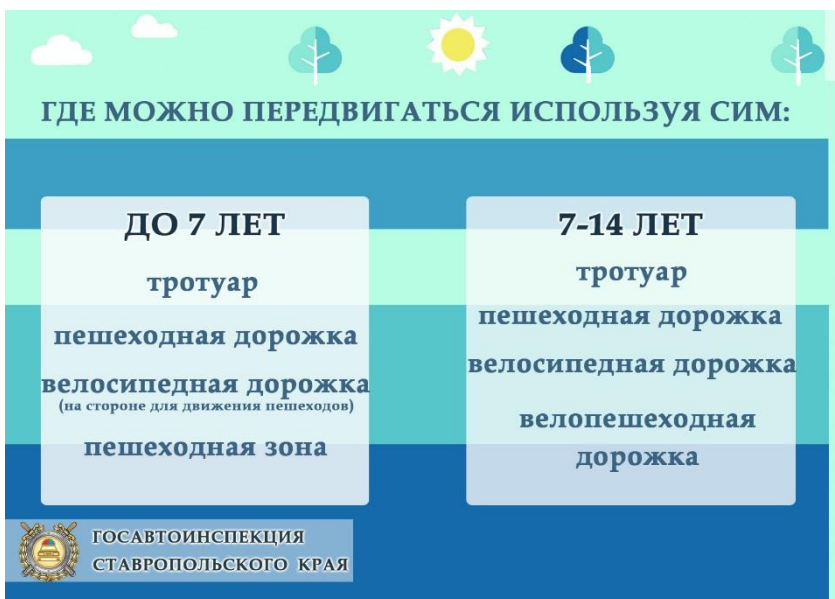 ГДЕ МОЖНО ПЕРЕДВИГАТЬСЯ ИСПОЛЬЗУЯ СИМ:
ДО 7 ЛЕТ
тротуар
пешеходная дорожка
велосипедная дорожка
(на стороне для движения пешеходов)
пешеходная зона
7-14 ЛЕТ
тротуар
пешеходная дорожка
велосипедная дорожка
велопешеходная
дорожка
ГОСАВТОИНСПЕКЦИЯ
СТАВРОПОЛЬСКОГО КРАЯ